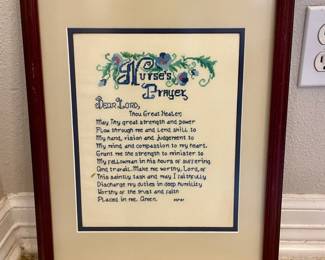 Nurse's
Prayer
Dear Lord,
Thou Great Healer,
May Thy great strength and power
Flow through me and lend skill to
My hand, vision and judgement to
My mind and compassion to my heart.
Grant me the strength to minister to
My fellowman in his hours of suffering
And travail. Make me worthy, Lord, of
This saintly task and may I faithfully
Discharge my duties in deep humility
Worthy of the trust and faith
Placed in me. Amen.